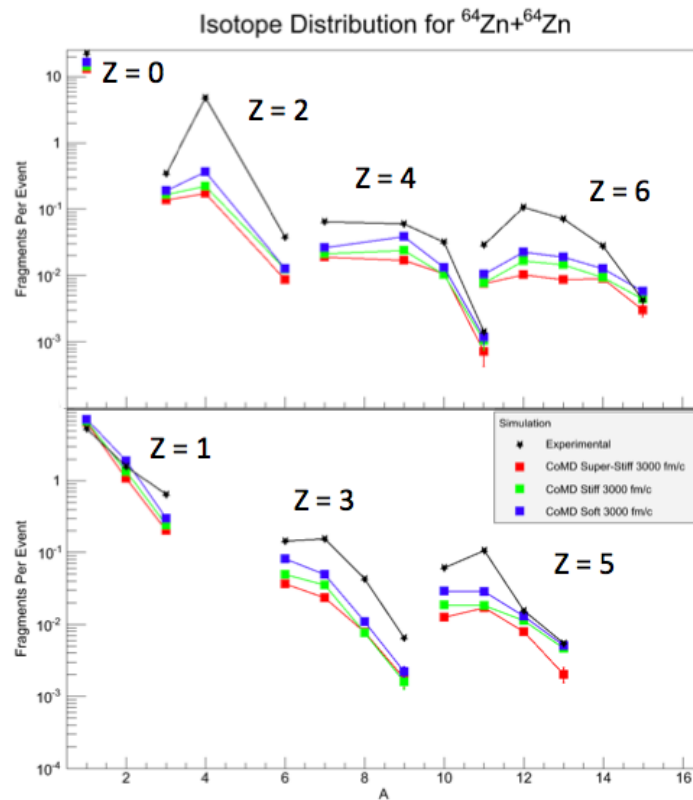 Isotope Distribution for ⁶⁴Zn+⁶⁴Zn
Fragments Per Event
10
1
10⁻¹
10⁻²
10⁻³
Z = 0
Z = 2
Z = 4
Z = 6
Fragments Per Event
1
10⁻¹
10⁻²
10⁻³
10⁻⁴
Z = 1
Z = 3
Z = 5
Simulation
Experimental
CoMD Super-Stiff 3000 fm/c
CoMD Stiff 3000 fm/c
CoMD Soft 3000 fm/c
2 4 6 8 10 12 14 16
A